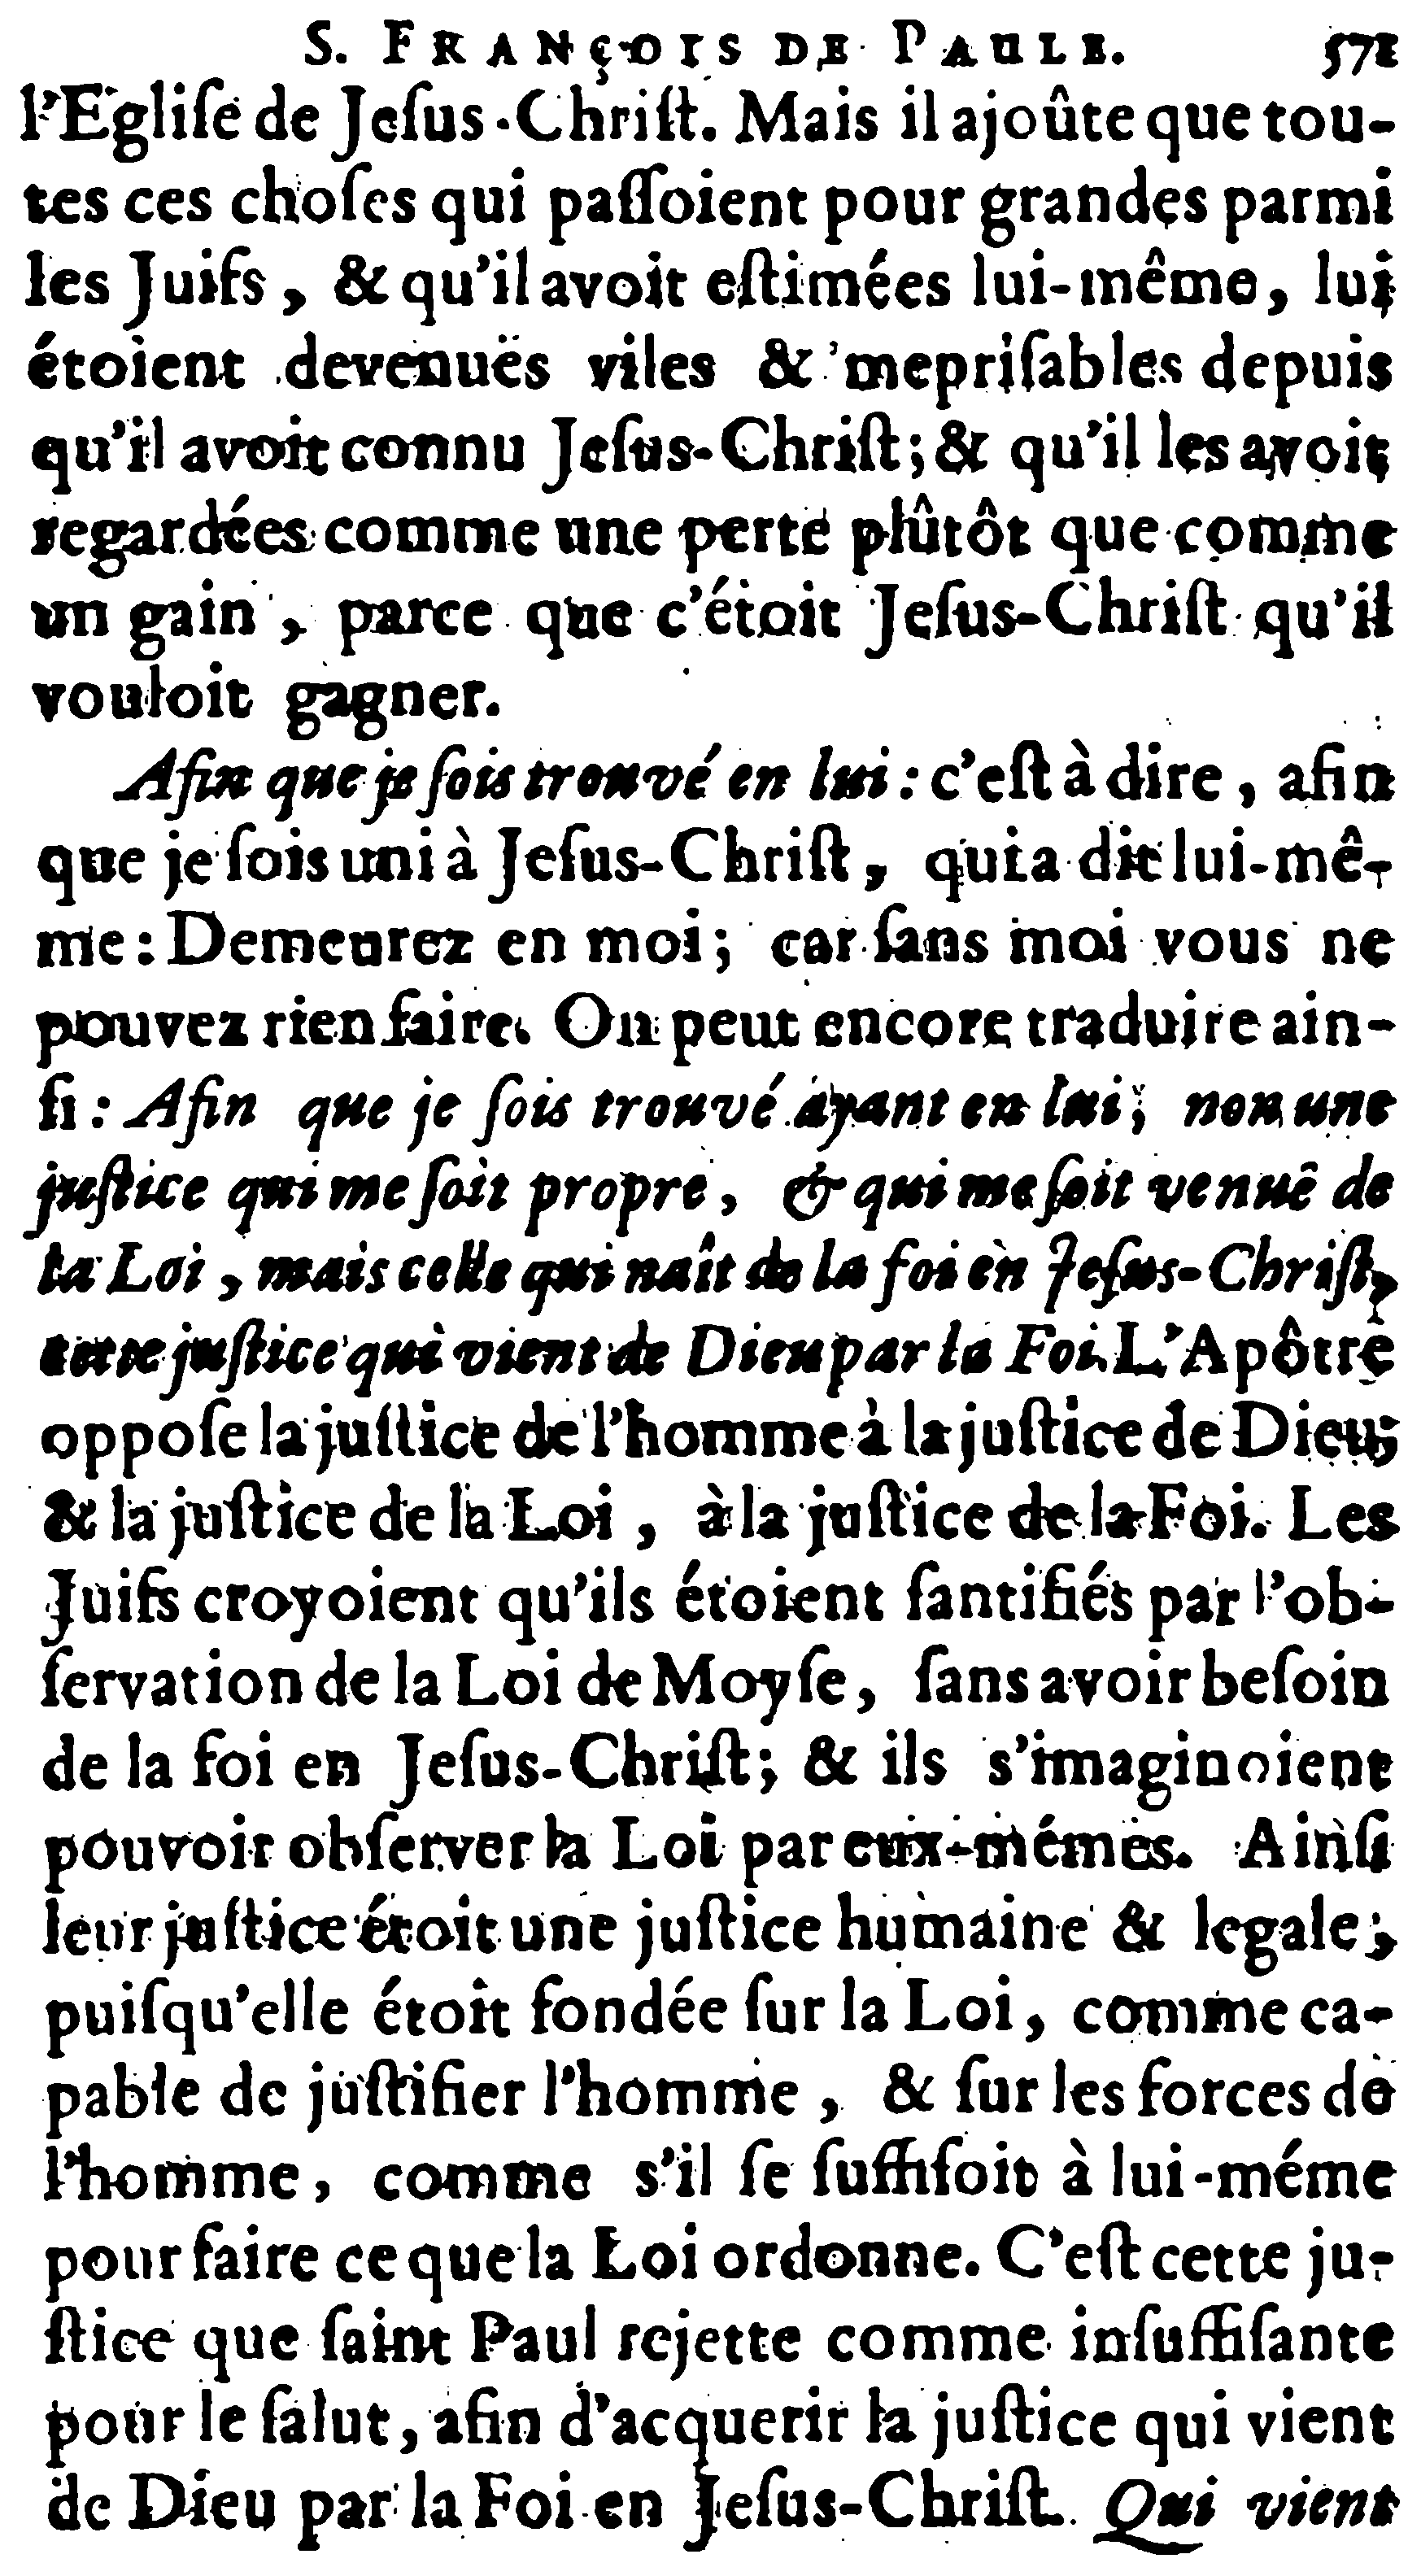 S. FRANÇOIS DE PAULE. 571
l'Egliſe de Jeſus-Chriſt. Mais il ajoûte que tou-
tes ces choſes qui paſſoient pour grandes parmi
les Juifs, & qu'il avoit eſtimées lui-même, lui
étoient devenuës viles & mepriſables depuis
qu'il avoit connu Jeſus-Chriſt; & qu'il les avoit
regardées comme une perte plûtôt que comme
un gain, parce que c'étoit Jeſus-Chriſt qu'il
vouloit gagner.
Afin que je ſois trouvé en lui : c'eſt à dire, afin
que je ſois uni à Jeſus-Chriſt, qui a dit lui-mê-
me : Demeurez en moi; car ſans moi vous ne
pouvez rien faire. On peut encore traduire ain-
ſi : Afin que je ſois trouvé ayant en lui, non une
juſtice qui me ſoit propre, & qui me ſoit venuë de
la Loi, mais celle qui naît de la foi en Jeſus-Chriſt,
cette juſtice qui vient de Dieu par la Foi. L'Apôtre
oppoſe la juſtice de l'homme à la juſtice de Dieu;
& la juſtice de la Loi, à la juſtice de la Foi. Les
Juifs croyoient qu'ils étoient ſantifiés par l'ob-
ſervation de la Loi de Moyſe, ſans avoir beſoin
de la foi en Jeſus-Chriſt; & ils s'imaginoient
pouvoir obſerver la Loi par eux-mémes. Ainſi
leur juſtice étoit une juſtice humaine & legale;
puiſqu'elle étoit fondée ſur la Loi, comme ca-
pable de juſtifier l'homme, & ſur les forces de
l'homme, comme s'il ſe ſuffiſoit à lui-méme
pour faire ce que la Loi ordonne. C'eſt cette ju-
ſtice que ſaint Paul rejette comme inſuffiſante
pour le ſalut, afin d'acquerir la juſtice qui vient
de Dieu par la Foi en Jeſus-Chriſt. Qui vient